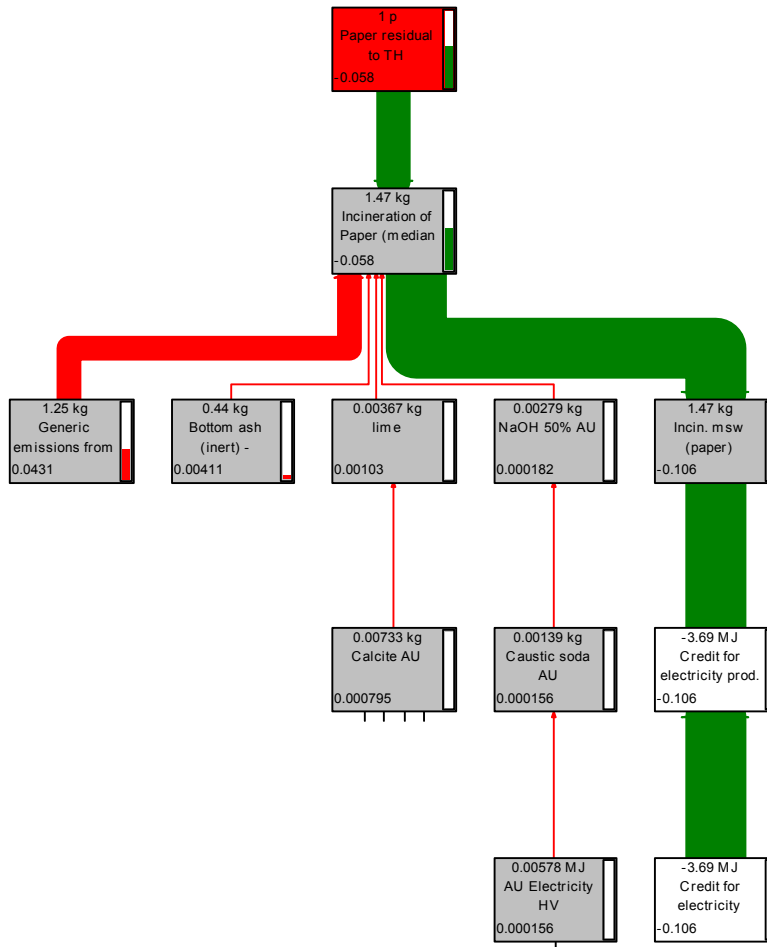 1 p
Paper residual
to TH
-0.058
1.47 kg
Incineration of
Paper (median
-0.058
1.25 kg
Generic
emissions from
0.0431
0.44 kg
Bottom ash
(inert) -
0.00411
0.00367 kg
lime
0.00103
0.00279 kg
NaOH 50% AU
0.000182
1.47 kg
Incin. msw
(paper)
-0.106
0.00733 kg
Calcite AU
0.000795
0.00139 kg
Caustic soda
AU
0.000156
-3.69 MJ
Credit for
electricity prod.
-0.106
0.00578 MJ
AU Electricity
HV
0.000156
-3.69 MJ
Credit for
electricity
-0.106